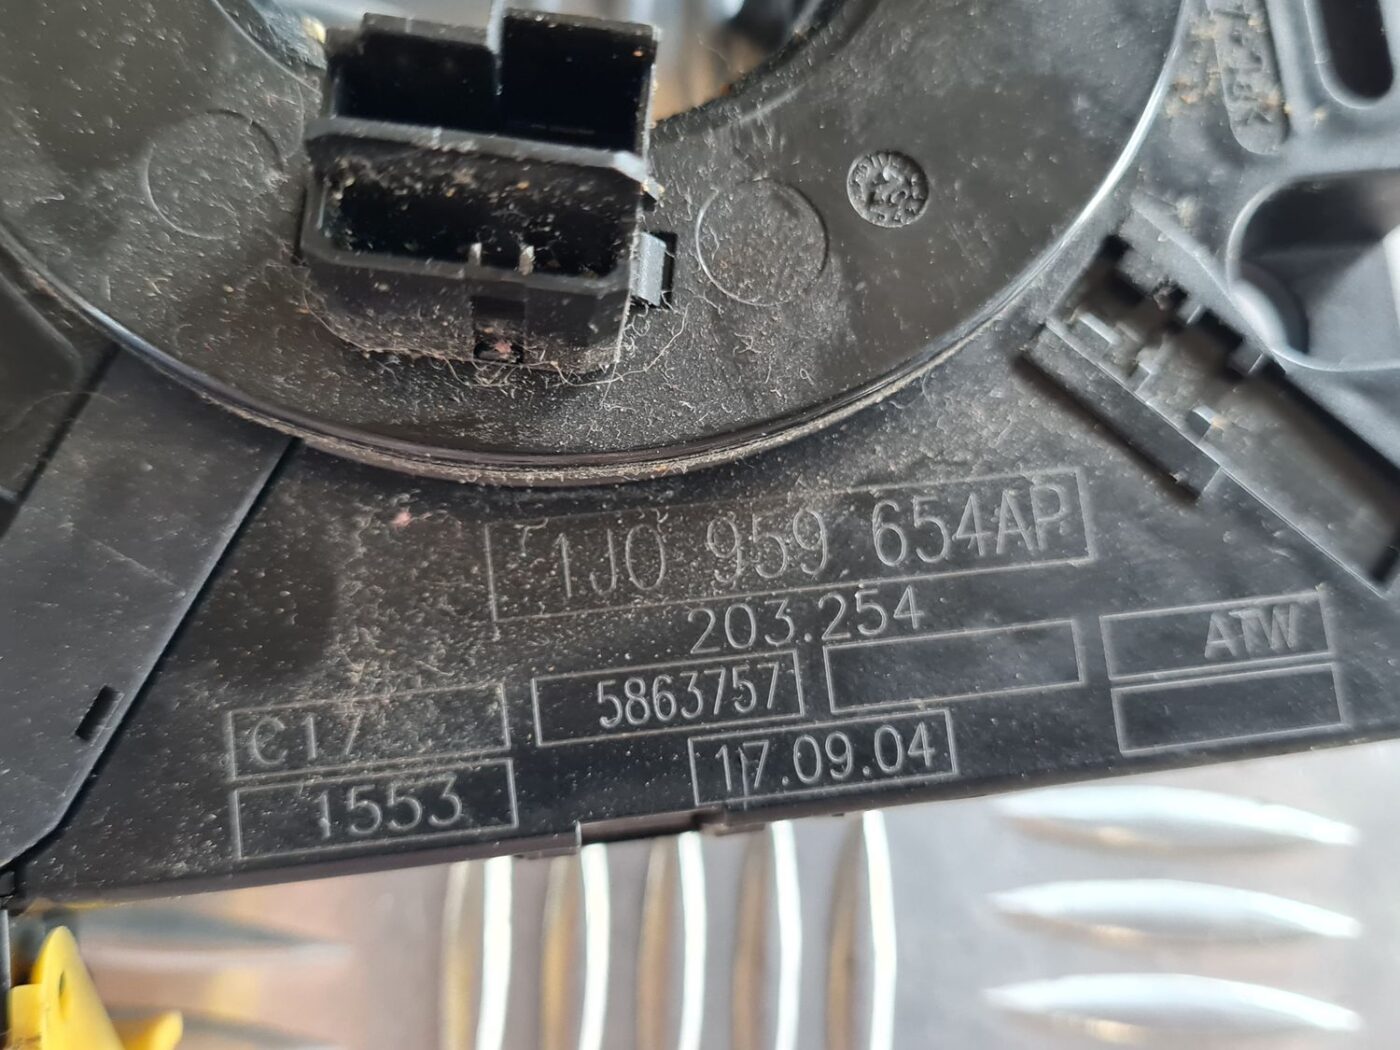 1J0 959 654AP
203.254
ATW
5863757
C17
17.09.04
1553